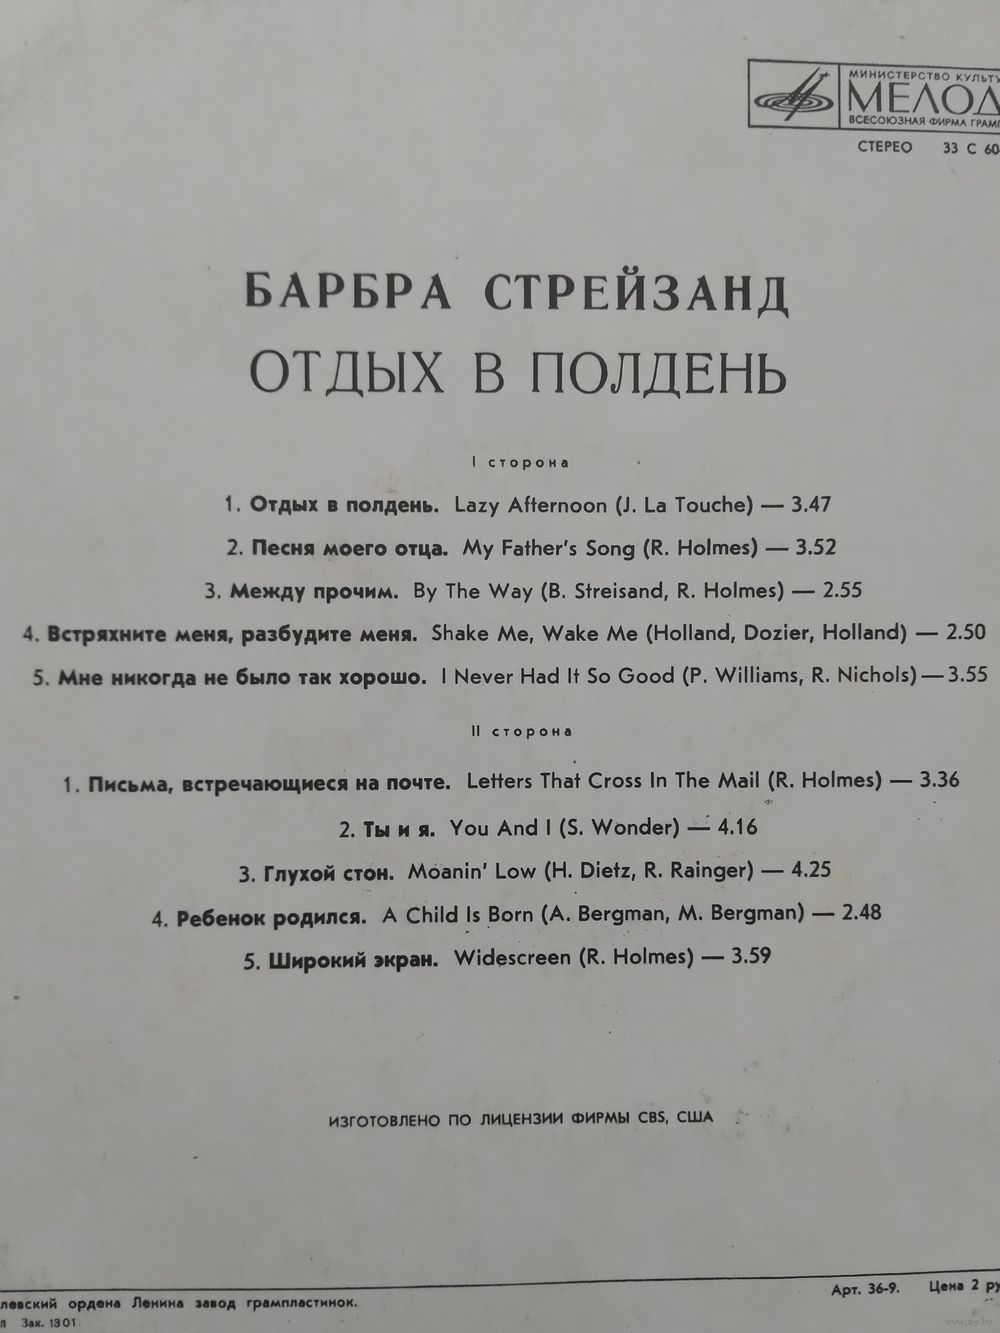 МИНИСТЕРСТВО
МЕЛОД
ВСЕСОЮЗНАЯ ФИРМА
СТЕРЕО 33 С 60
БАРБРА СТРЕЙЗАНД
ОТДЫХ В ПОЛДЕНЬ
I сторона
1. Отдых в полдень. Lazy Afternoon (J. La Touche) — 3.47
2. Песня моего отца. My Father's Song (R. Holmes) — 3.52
3. Между прочим. By The Way (B. Streisand, R. Holmes) — 2.55
4. Встряхните меня, разбудите меня. Shake Me, Wake Me (Holland, Dozier, Holland) — 2.50
5. Мне никогда не было так хорошо. I Never Had It So Good (P. Williams, R. Nichols) — 3.55
II сторона
1. Письма, встречающиеся на почте. Letters That Cross In The Mail (R. Holmes) — 3.36
2. Ты и я. You And I (S. Wonder) — 4.16
3. Глухой стон. Moanin' Low (H. Dietz, R. Rainger) — 4.25
4. Ребенок родился. A Child Is Born (A. Bergman, M. Bergman) — 2.48
5. Широкий экран. Widescreen (R. Holmes) — 3.59
ИЗГОТОВЛЕНО ПО ЛИЦЕНЗИИ ФИРМЫ CBS, США
Арт. 36-9. Цена 2 ру
левский ордена Ленина завод грампластинок.
п Зак. 1301
www.ay.by